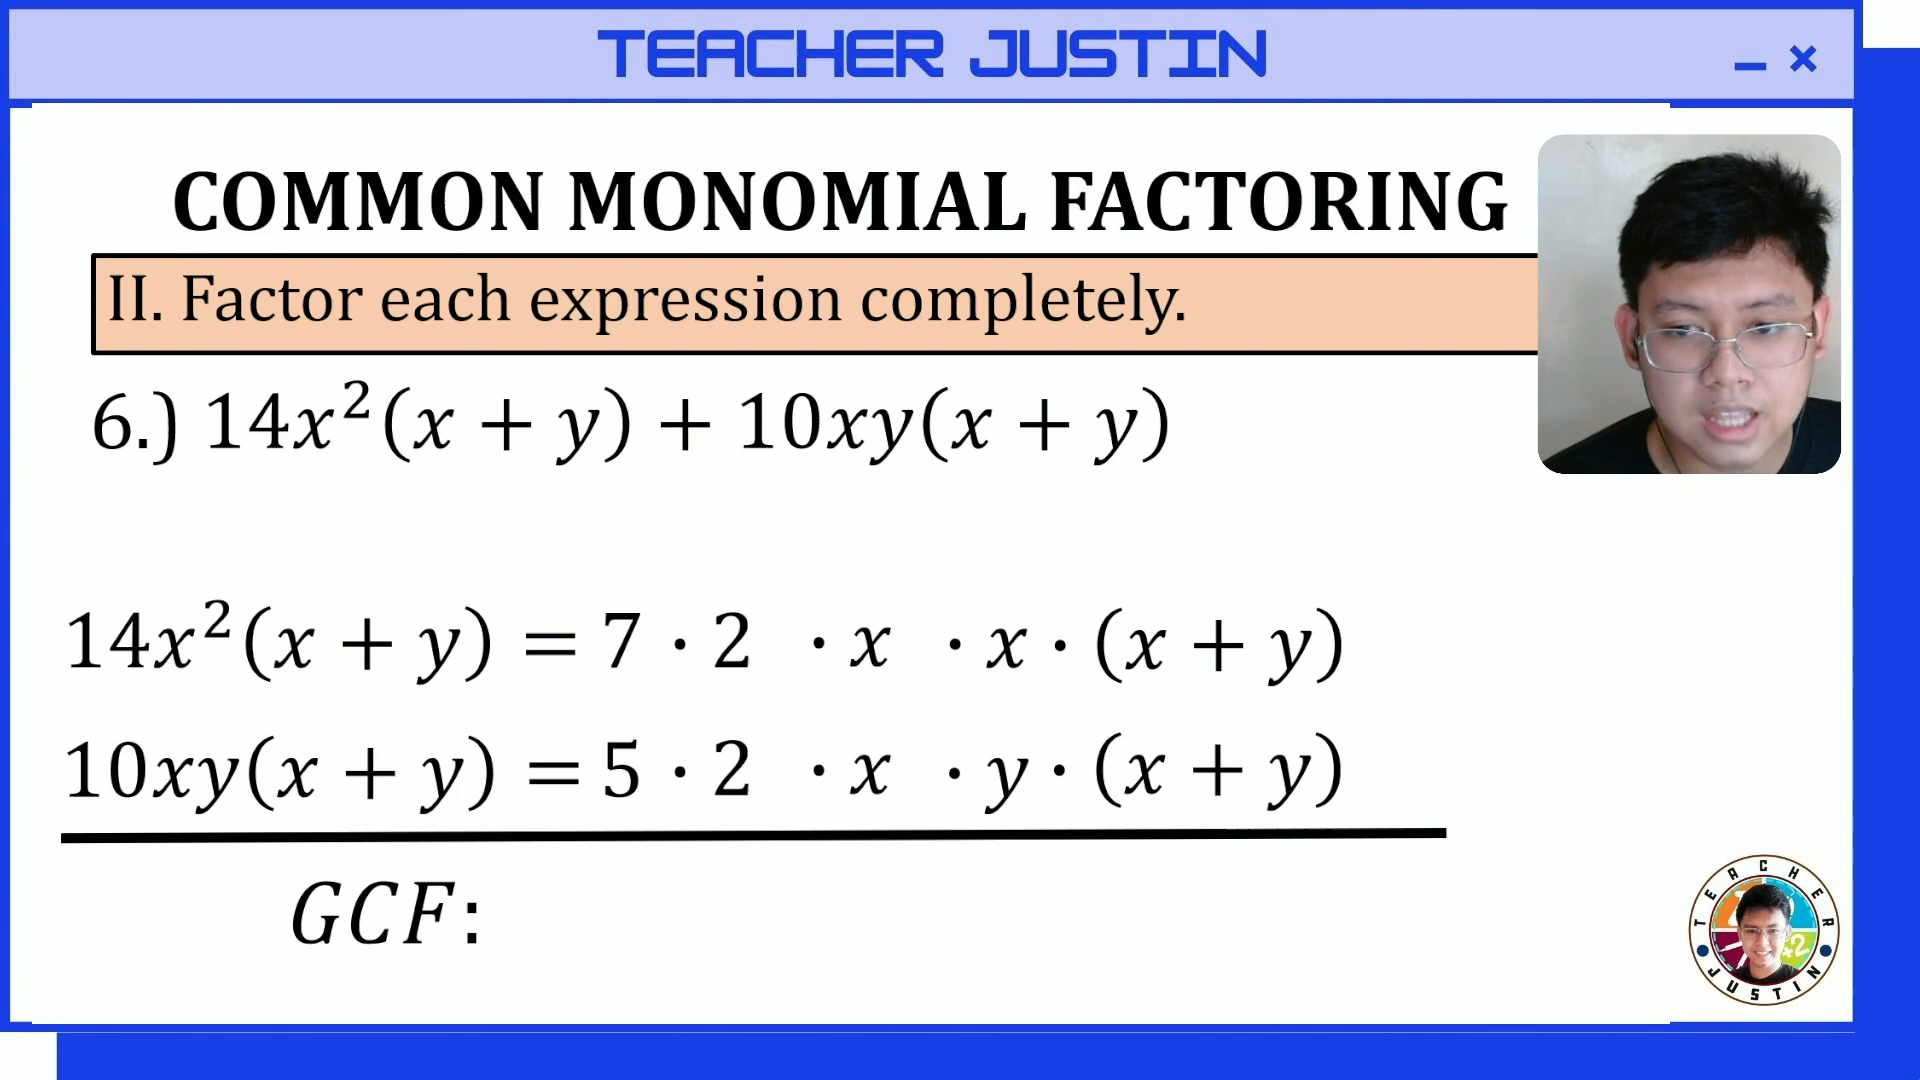 TEACHER JUSTIN
COMMON MONOMIAL FACTORING
II. Factor each expression completely.
6.) 14x²(x + y) + 10xy(x + y)
14x²(x + y) = 7 · 2 · x · x · (x + y)
10xy(x + y) = 5 · 2 · x · y · (x + y)
GCF:
TEACHER
JUSTIN